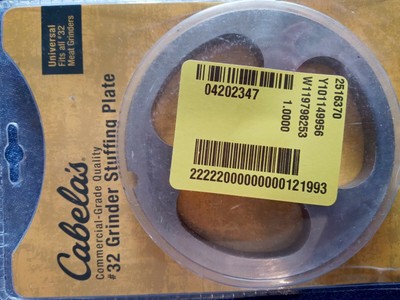 Universal
Fits all #32
Meat Grinders
Cabela's
Commercial-Grade Quality
#32 Grinder Stuffing Plate
2516370
Y101149956
W119798253
1.0000
04202347
22222000000000121993